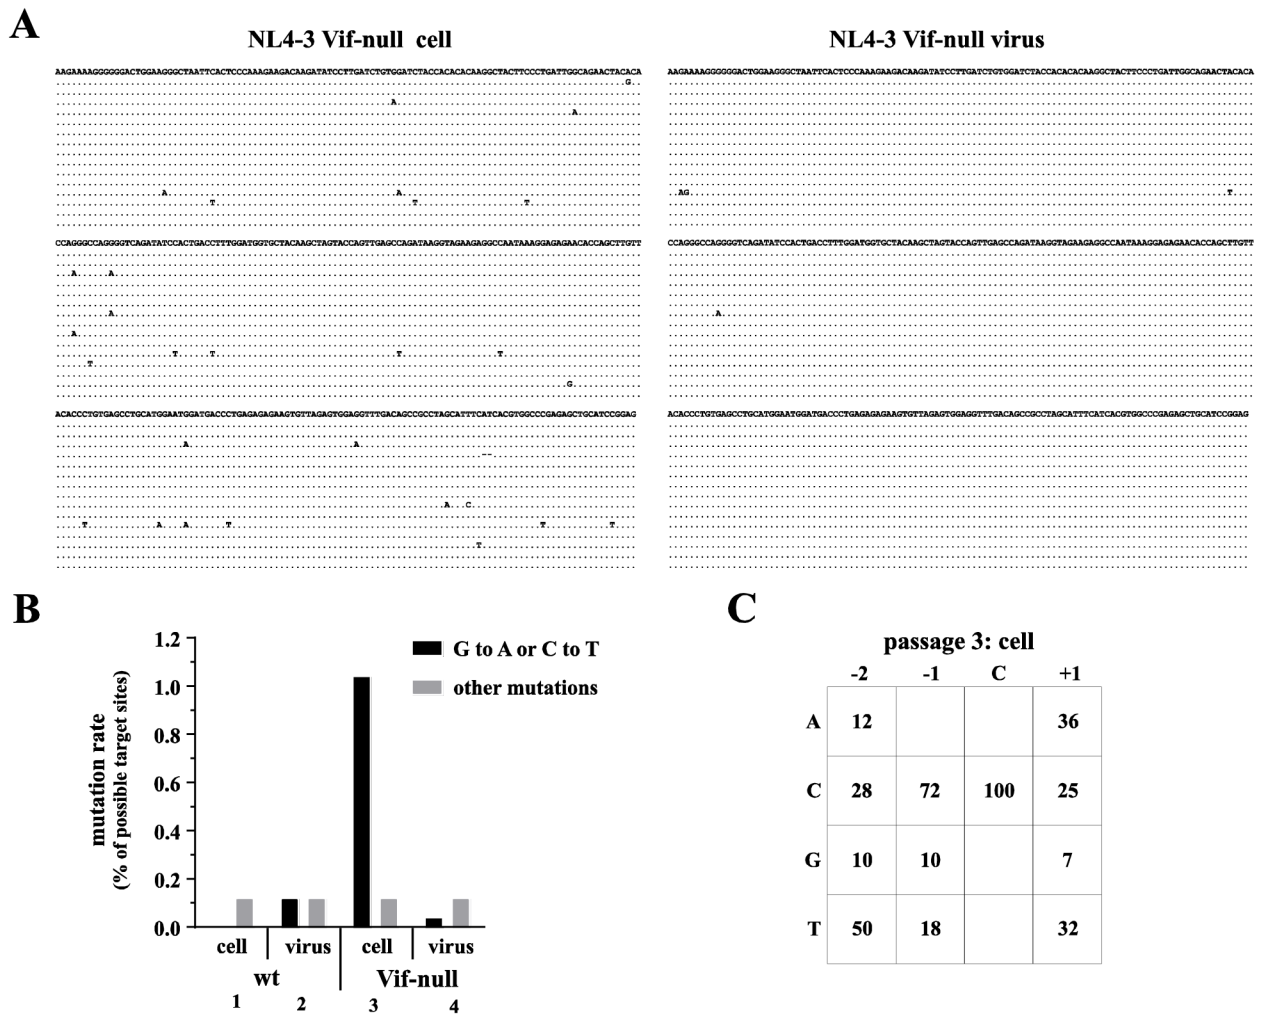 A
NL4-3 Vif-null cell
AAGAAAAGGGGGGACTGGAAGGGCTAATTCACTCCCAAAGAAGACAAGATATCCTTGATCTGTGGATCTACCACACACAAGGCTACTTCCCTGATTGGCAGAACTACACA
G
A
A
A A
T T T
CCAGGGCCAGGGGTCAGATATCCACTGACCTTTGGATGGTGCTACAAGCTAGTACCAGTTGAGCCAGATAAGGTAGAAGAGGCCAATAAAGGAGAGAACACCAGCTTGTT
A A
A
A
T T T T
T
G
ACACCCTGTGAGCCTGCATGGAATGGATGACCCTGAGAGAGAAGTGTTAGAGTGGAGGTTTGACAGCCGCCTAGCATTTCATCACGTGGCCCGAGAGCTGCATCCGGAG
A A
--
A C
T A A T T T
T
NL4-3 Vif-null virus
AAGAAAAGGGGGGACTGGAAGGGCTAATTCACTCCCAAAGAAGACAAGATATCCTTGATCTGTGGATCTACCACACACAAGGCTACTTCCCTGATTGGCAGAACTACACA
AG T
CCAGGGCCAGGGGTCAGATATCCACTGACCTTTGGATGGTGCTACAAGCTAGTACCAGTTGAGCCAGATAAGGTAGAAGAGGCCAATAAAGGAGAGAACACCAGCTTGTT
A
ACACCCTGTGAGCCTGCATGGAATGGATGACCCTGAGAGAGAAGTGTTAGAGTGGAGGTTTGACAGCCGCCTAGCATTTCATCACGTGGCCCGAGAGCTGCATCCGGAG
B
mutation rate
(% of possible target sites)
1.2
1.0
0.8
0.6
0.4
0.2
0.0
G to A or C to T
other mutations
cell virus cell virus
wt Vif-null
1 2 3 4
C
passage 3: cell
-2 -1 C +1
A 12 36
C 28 72 100 25
G 10 10 7
T 50 18 32